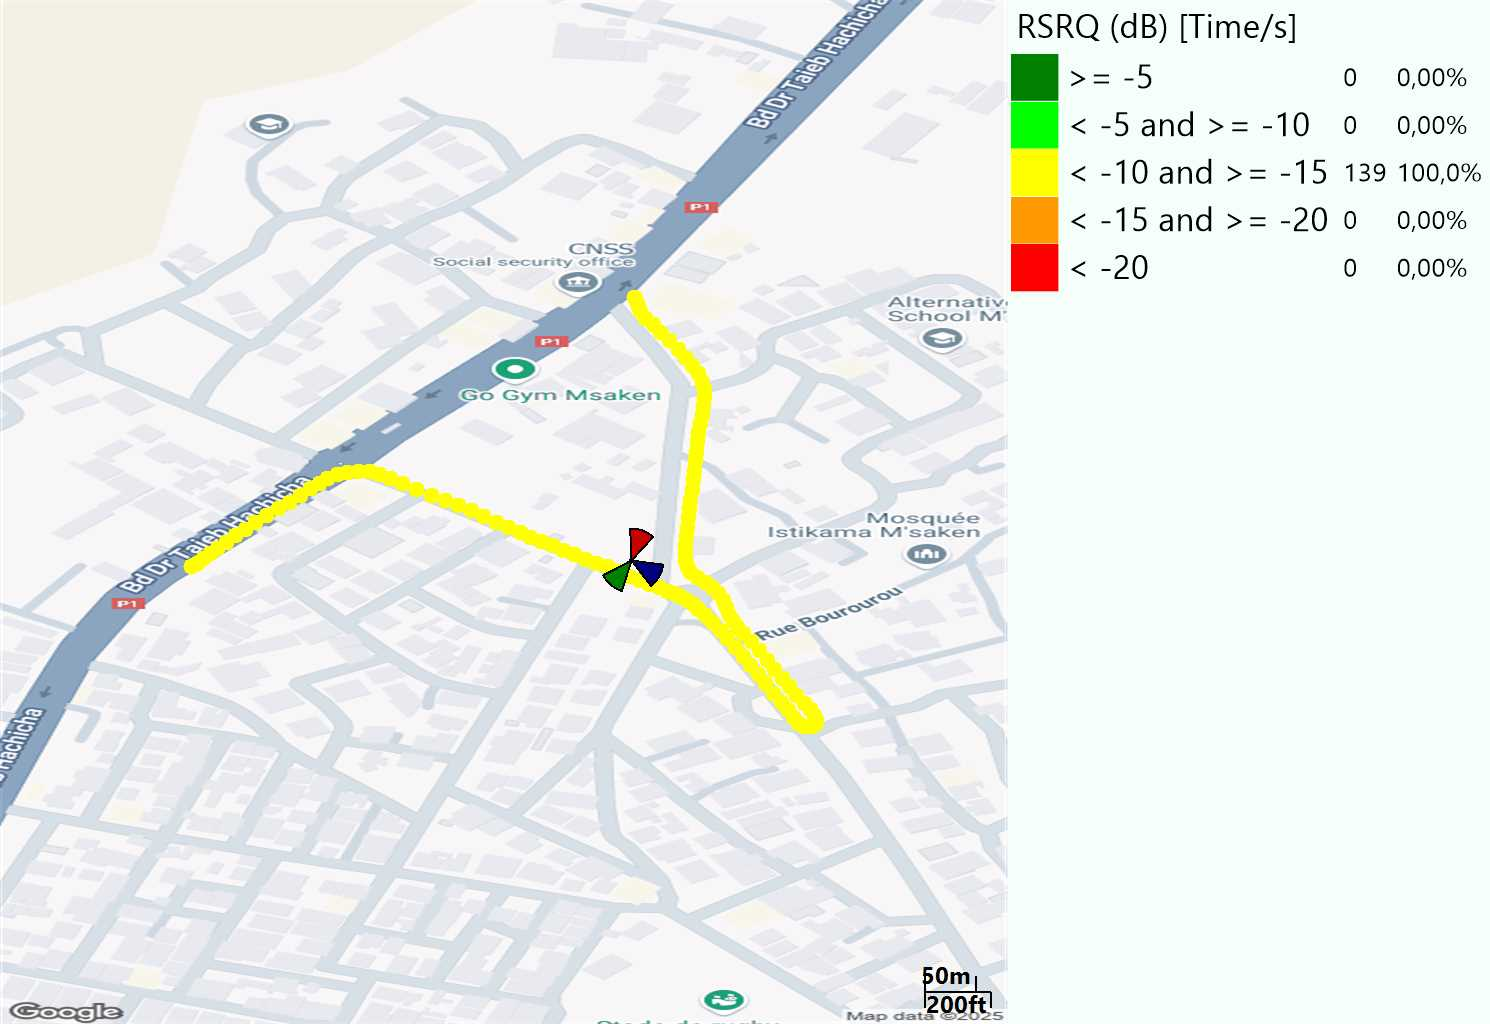 RSRQ (dB) [Time/s]
>= -5 0 0,00%
< -5 and >= -10 0 0,00%
< -10 and >= -15 139 100,0%
< -15 and >= -20 0 0,00%
< -20 0 0,00%
Bd Dr Taieb Hachicha
P1
CNSS
Social security office
Alternativ
School M'
P1
Go Gym Msaken
Bd Dr Taieb Hachicha
Mosquée
Istikama M'saken
P1
Rue Bourourou
Hachicha
50m
200ft
Google
Map data ©2025